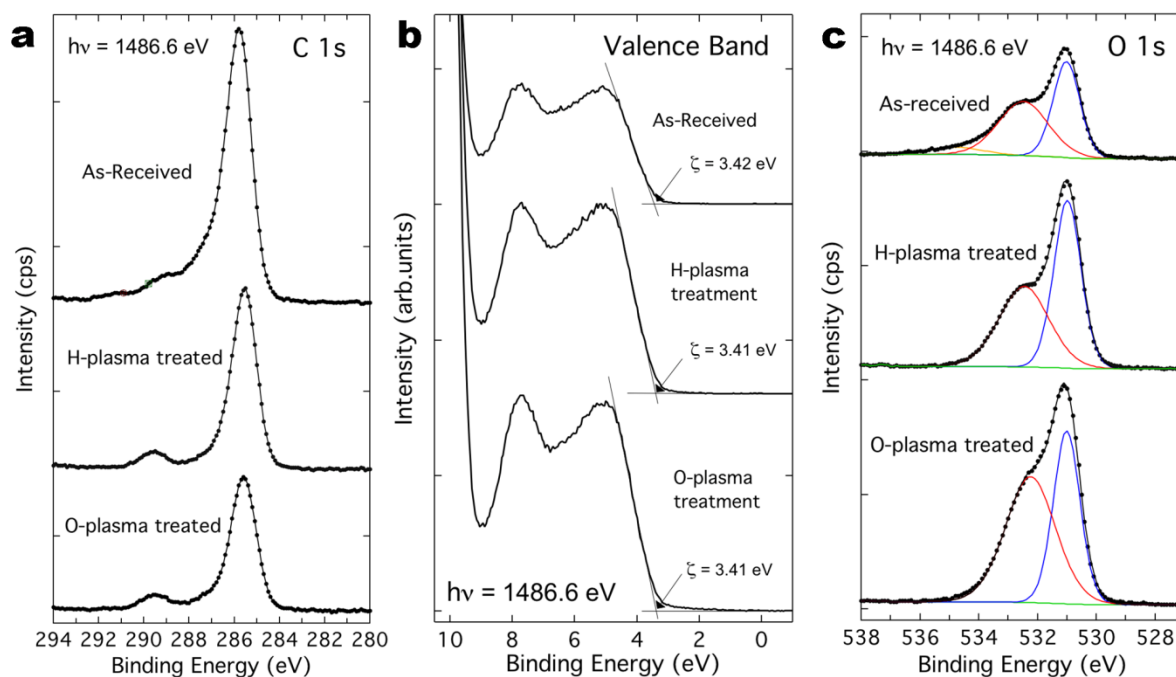 a
hν = 1486.6 eV
C 1s
As-Received
H-plasma treated
O-plasma treated
Intensity (cps)
294 292 290 288 286 284 282 280
Binding Energy (eV)
b
Valence Band
As-Received
ζ = 3.42 eV
H-plasma
treatment
ζ = 3.41 eV
O-plasma
treatment
ζ = 3.41 eV
hν = 1486.6 eV
Intensity (arb.units)
10 8 6 4 2 0
Binding Energy (eV)
c
hν = 1486.6 eV
O 1s
As-received
H-plasma treated
O-plasma treated
Intensity (cps)
538 536 534 532 530 528
Binding Energy (eV)